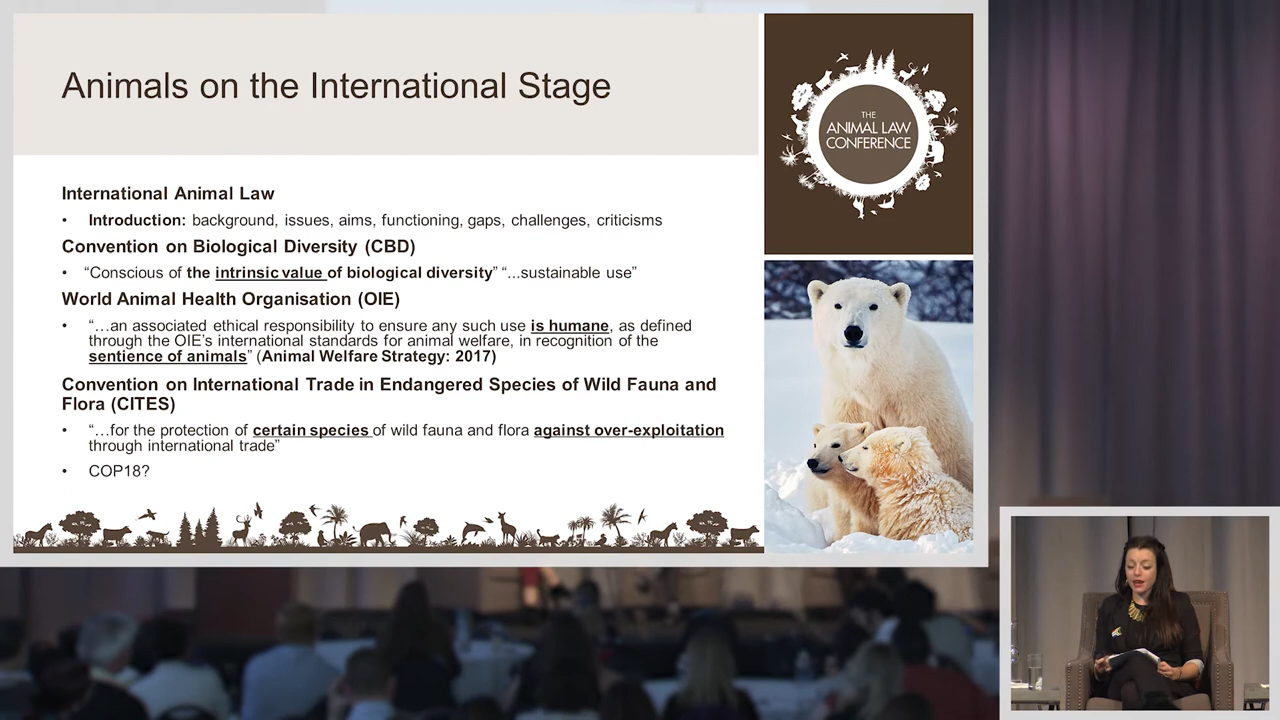 Animals on the International Stage
THE
ANIMAL LAW
CONFERENCE
International Animal Law
• Introduction: background, issues, aims, functioning, gaps, challenges, criticisms
Convention on Biological Diversity (CBD)
• “Conscious of the intrinsic value of biological diversity” “...sustainable use”
World Animal Health Organisation (OIE)
• “…an associated ethical responsibility to ensure any such use is humane, as defined
through the OIE’s international standards for animal welfare, in recognition of the
sentience of animals” (Animal Welfare Strategy: 2017)
Convention on International Trade in Endangered Species of Wild Fauna and
Flora (CITES)
• “…for the protection of certain species of wild fauna and flora against over-exploitation
through international trade”
• COP18?